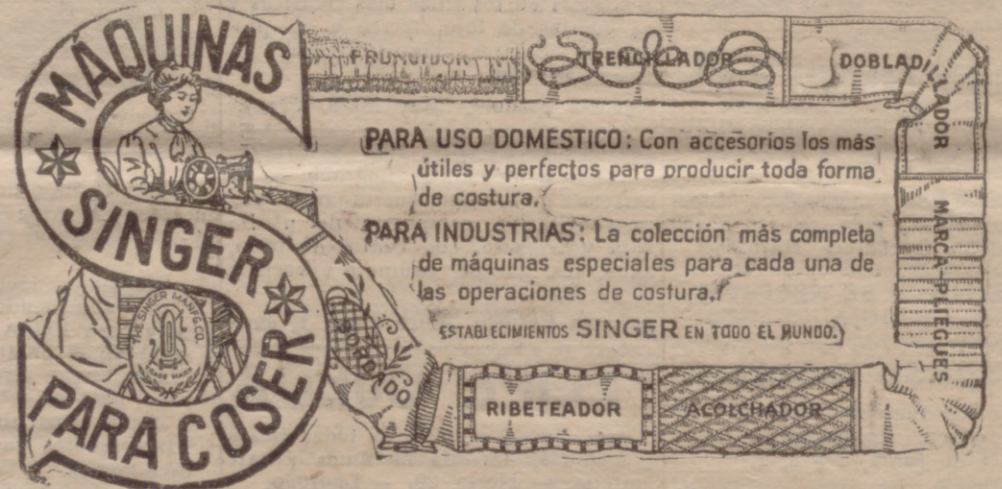 MÁQUINAS
SINGER
PARA COSER
THE SINGER MANFG. CO.
TRADE MARK
FRUNCIDOR
TRENCILLADOR
DOBLADILLADOR
MARCA-PLIEGUES
PARA USO DOMESTICO: Con accesorios los más
útiles y perfectos para producir toda forma
de costura.
PARA INDUSTRIAS: La colección más completa
de máquinas especiales para cada una de
las operaciones de costura.
(ESTABLECIMIENTOS SINGER EN TODO EL MUNDO.)
BORDADO
RIBETEADOR
ACOLCHADOR